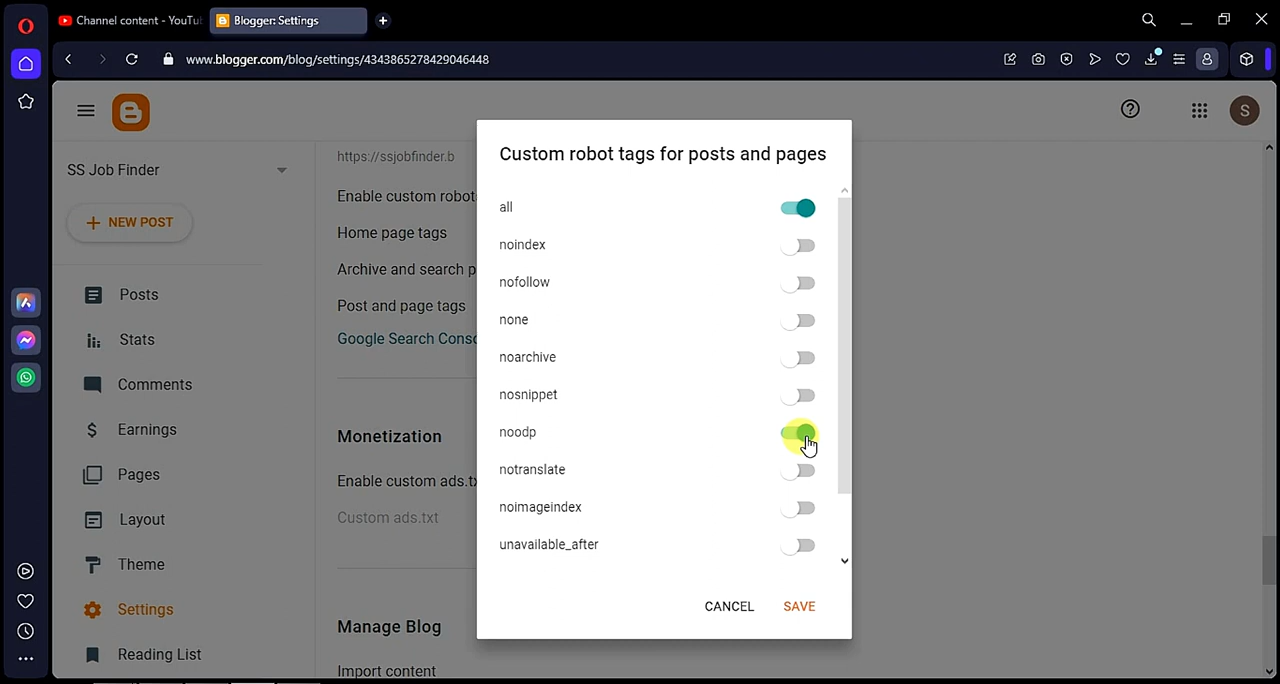 Channel content - YouTu
Blogger: Settings
www.blogger.com/blog/settings/4343865278429046448
S
SS Job Finder
NEW POST
Posts
Stats
Comments
Earnings
Pages
Layout
Theme
Settings
Reading List
https://ssjobfinder.b
Enable custom robot
Home page tags
Archive and search p
Post and page tags
Google Search Conso
Monetization
Enable custom ads.tx
Custom ads.txt
Manage Blog
Import content
Custom robot tags for posts and pages
all
noindex
nofollow
none
noarchive
nosnippet
noodp
notranslate
noimageindex
unavailable_after
CANCEL
SAVE